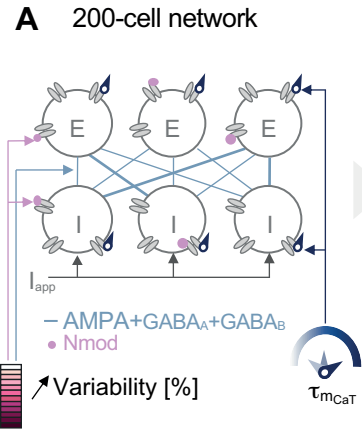 A 200-cell network
E E E
I I I
Iapp
AMPA+GABAA+GABAB
Nmod
Variability [%]
τmCaT